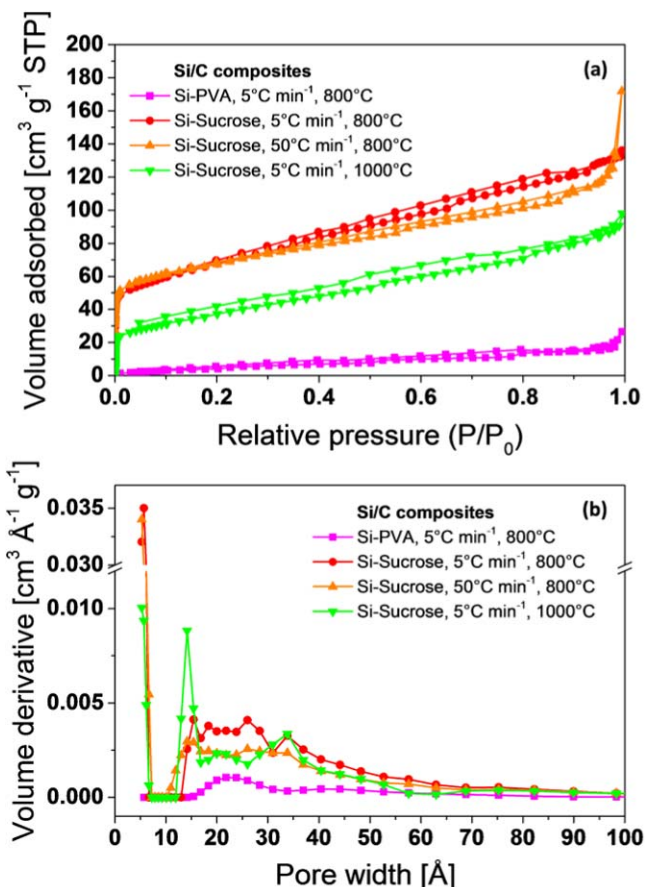 200
180
160
140
120
100
80
60
40
20
0
Volume adsorbed [cm³ g⁻¹ STP]
Si/C composites
(a)
Si-PVA, 5°C min⁻¹, 800°C
Si-Sucrose, 5°C min⁻¹, 800°C
Si-Sucrose, 50°C min⁻¹, 800°C
Si-Sucrose, 5°C min⁻¹, 1000°C
0.0 0.2 0.4 0.6 0.8 1.0
Relative pressure (P/P₀)
0.035
0.030
0.010
0.005
0.000
Volume derivative [cm³ Å⁻¹ g⁻¹]
Si/C composites
(b)
Si-PVA, 5°C min⁻¹, 800°C
Si-Sucrose, 5°C min⁻¹, 800°C
Si-Sucrose, 50°C min⁻¹, 800°C
Si-Sucrose, 5°C min⁻¹, 1000°C
0 10 20 30 40 50 60 70 80 90 100
Pore width [Å]